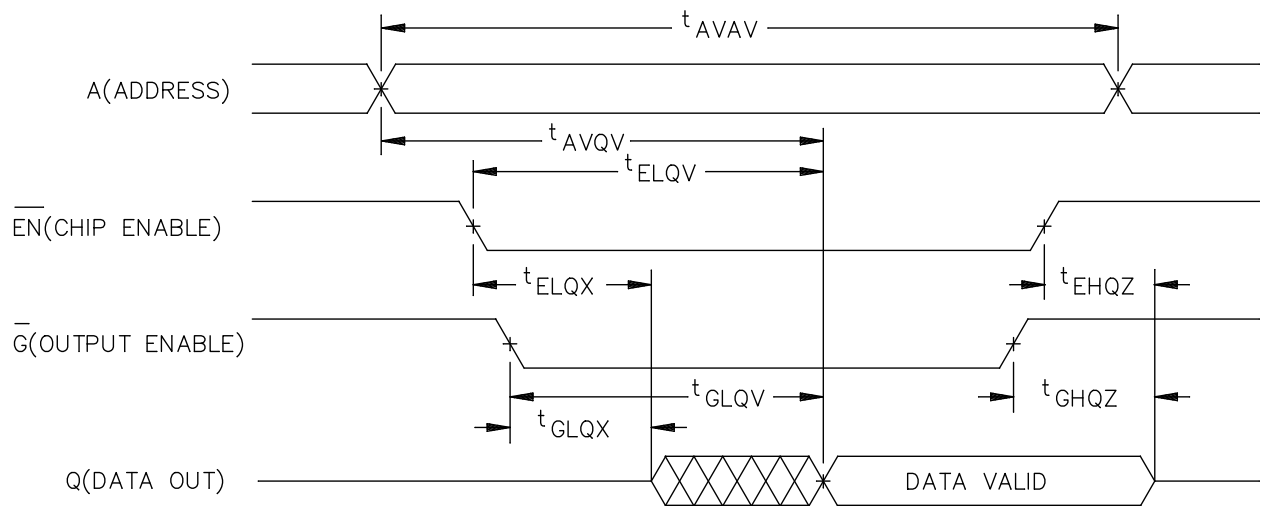 tAVAV
A(ADDRESS)
tAVQV
tELQV
EN(CHIP ENABLE)
tELQX
tEHQZ
G(OUTPUT ENABLE)
tGLQV
tGHQZ
tGLQX
Q(DATA OUT)
DATA VALID